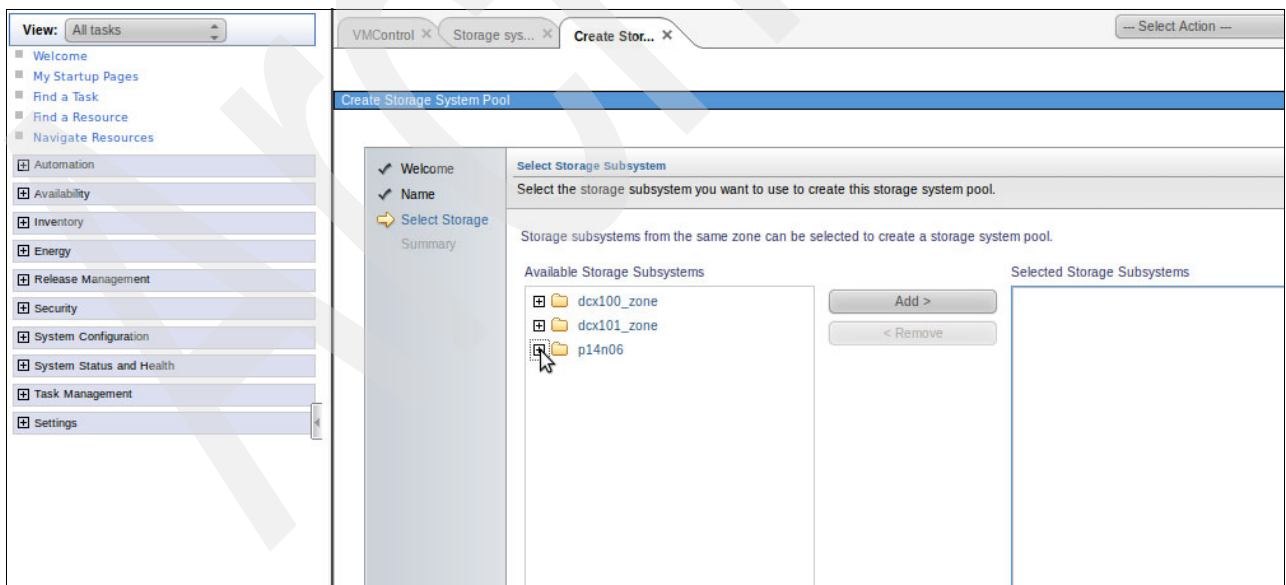 View: All tasks
Welcome
My Startup Pages
Find a Task
Find a Resource
Navigate Resources
Automation
Availability
Inventory
Energy
Release Management
Security
System Configuration
System Status and Health
Task Management
Settings
VMControl Storage sys... Create Stor... --- Select Action ---
Create Storage System Pool
Welcome
Name
Select Storage
Summary
Select Storage Subsystem
Select the storage subsystem you want to use to create this storage system pool.
Storage subsystems from the same zone can be selected to create a storage system pool.
Available Storage Subsystems
dcx100_zone
dcx101_zone
p14n06
Add >
< Remove
Selected Storage Subsystems